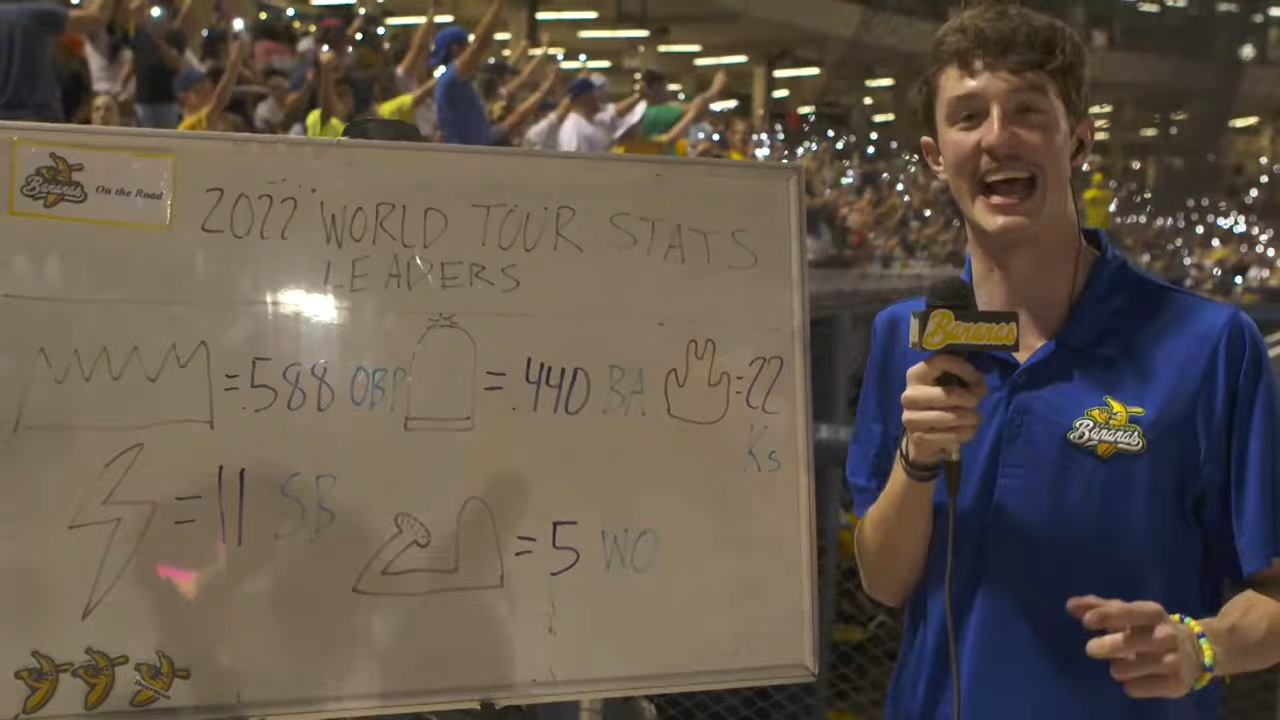 Bananas On the Road
2022 WORLD TOUR STATS
LEADERS
=.588 OBP
=.440 BA
=22
Ks
=11 SB
=5 WO
Bananas
Bananas